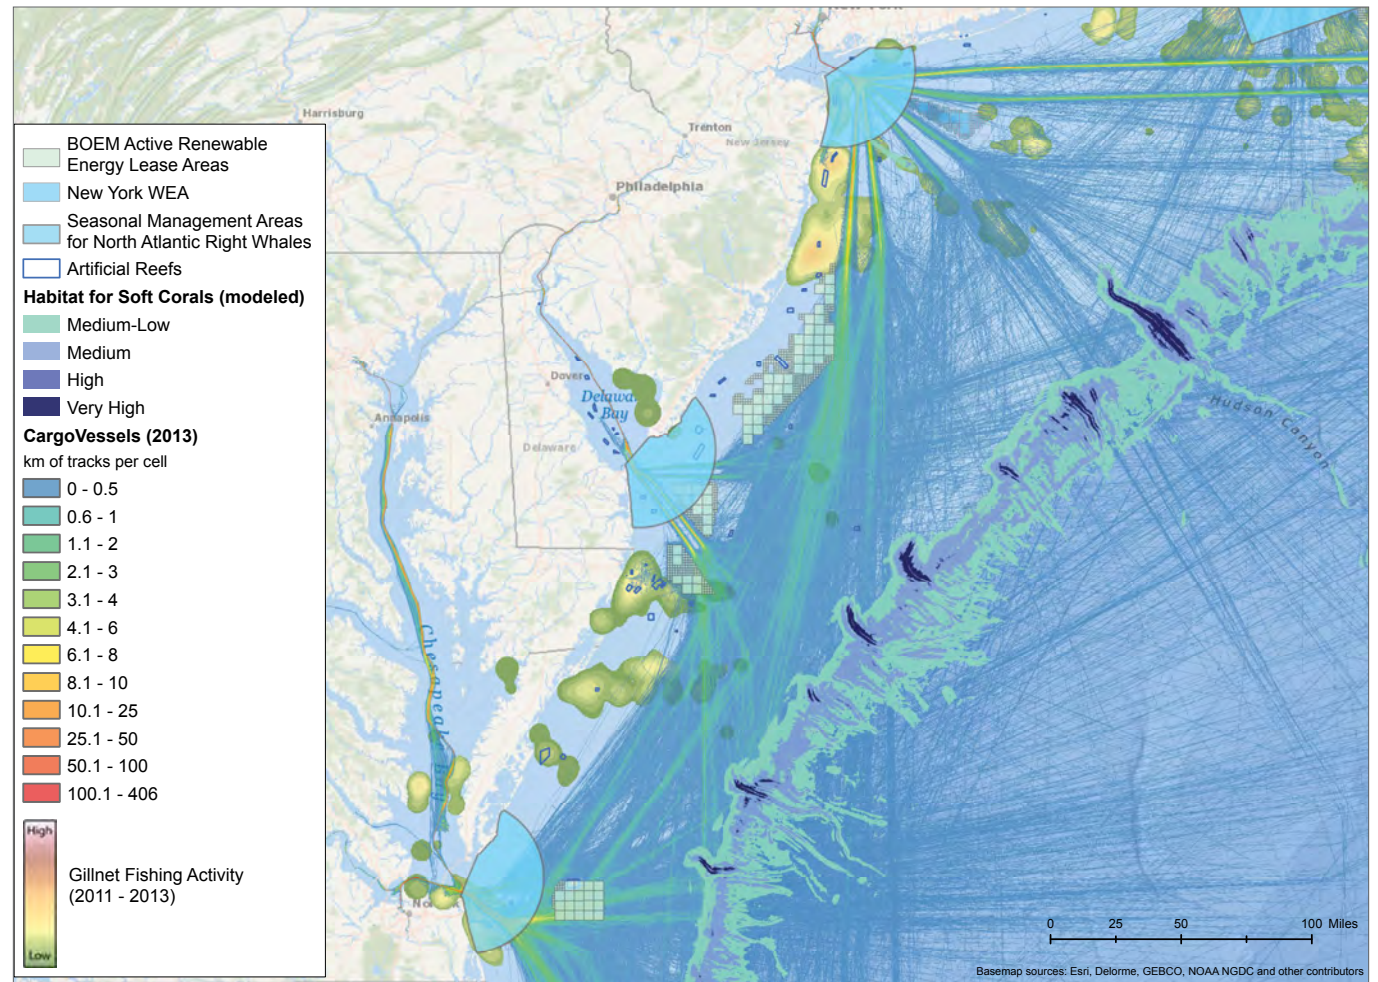 New York
Harrisburg
Trenton
New Jersey
Philadelphia
BOEM Active Renewable
Energy Lease Areas
New York WEA
Seasonal Management Areas
for North Atlantic Right Whales
Artificial Reefs
Habitat for Soft Corals (modeled)
Medium-Low
Medium
High
Very High
CargoVessels (2013)
km of tracks per cell
0 - 0.5
0.6 - 1
1.1 - 2
2.1 - 3
3.1 - 4
4.1 - 6
6.1 - 8
8.1 - 10
10.1 - 25
25.1 - 50
50.1 - 100
100.1 - 406
High
Low
Gillnet Fishing Activity
(2011 - 2013)
Dover
Delaware
Bay
Annapolis
Delaware
Hudson Canyon
Chesapeake Bay
Norfolk
0 25 50 100 Miles
Basemap sources: Esri, Delorme, GEBCO, NOAA NGDC and other contributors